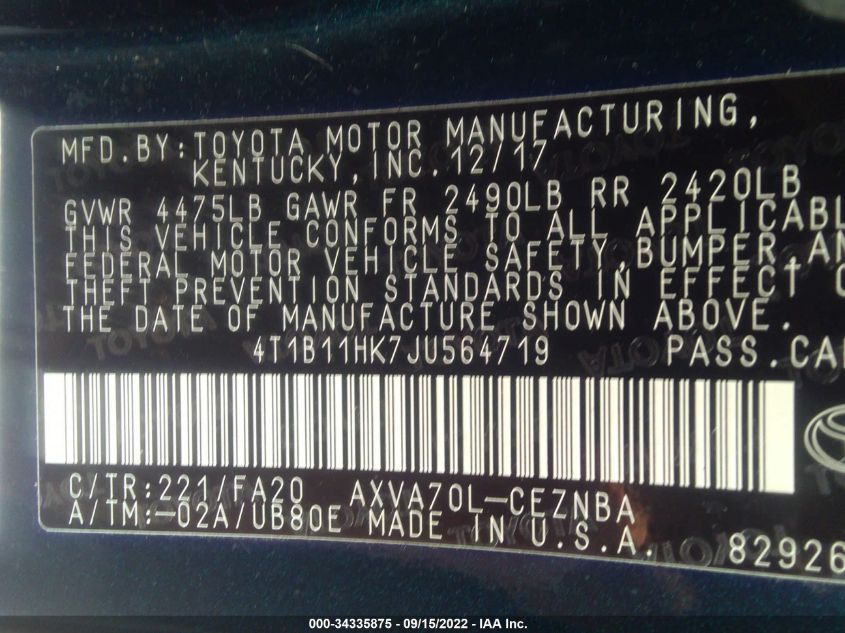 MFD.BY:TOYOTA MOTOR MANUFACTURING,
KENTUCKY,INC.12/17
GVWR 4475LB GAWR FR 2490LB RR 2420LB
THIS VEHICLE CONFORMS TO ALL APPLICABL
FEDERAL MOTOR VEHICLE SAFETY,BUMPER,AN
THEFT PREVENTION STANDARDS IN EFFECT O
THE DATE OF MANUFACTURE SHOWN ABOVE.
4T1B11HK7JU564719 PASS.CAR
C/TR:221/FA20 AXVA70L-CEZNBA
A/TM:-02A/UB80E MADE IN U.S.A. 82926
000-34335875 - 09/15/2022 - IAA Inc.